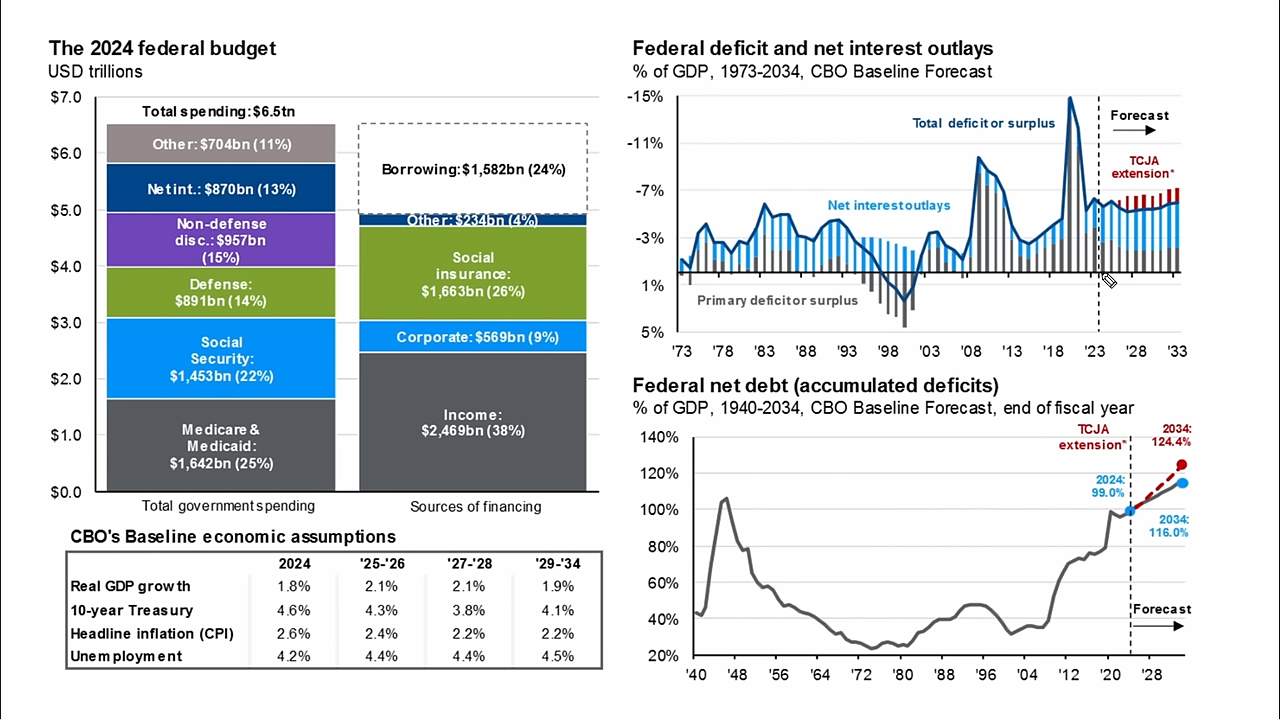 The 2024 federal budget
USD trillions
$7.0
$6.0
$5.0
$4.0
$3.0
$2.0
$1.0
$0.0
Total spending: $6.5tn
Other: $704bn (11%)
Net int.: $870bn (13%)
Non-defense
disc.: $957bn
(15%)
Defense:
$891bn (14%)
Social
Security:
$1,453bn (22%)
Medicare &
Medicaid:
$1,642bn (25%)
Borrowing: $1,582bn (24%)
Other: $234bn (4%)
Social
insurance:
$1,663bn (26%)
Corporate: $569bn (9%)
Income:
$2,469bn (38%)
Total government spending
Sources of financing
CBO's Baseline economic assumptions
2024 '25-'26 '27-'28 '29-'34
Real GDP growth 1.8% 2.1% 2.1% 1.9%
10-year Treasury 4.6% 4.3% 3.8% 4.1%
Headline inflation (CPI) 2.6% 2.4% 2.2% 2.2%
Unemployment 4.2% 4.4% 4.4% 4.5%
Federal deficit and net interest outlays
% of GDP, 1973-2034, CBO Baseline Forecast
-15%
-11%
-7%
-3%
1%
5%
Total deficit or surplus
Forecast
TCJA
extension*
Net interest outlays
Primary deficit or surplus
'73 '78 '83 '88 '93 '98 '03 '08 '13 '18 '23 '28 '33
Federal net debt (accumulated deficits)
% of GDP, 1940-2034, CBO Baseline Forecast, end of fiscal year
140%
120%
100%
80%
60%
40%
20%
TCJA
extension*
2034:
124.4%
2024:
99.0%
2034:
116.0%
Forecast
'40 '48 '56 '64 '72 '80 '88 '96 '04 '12 '20 '28